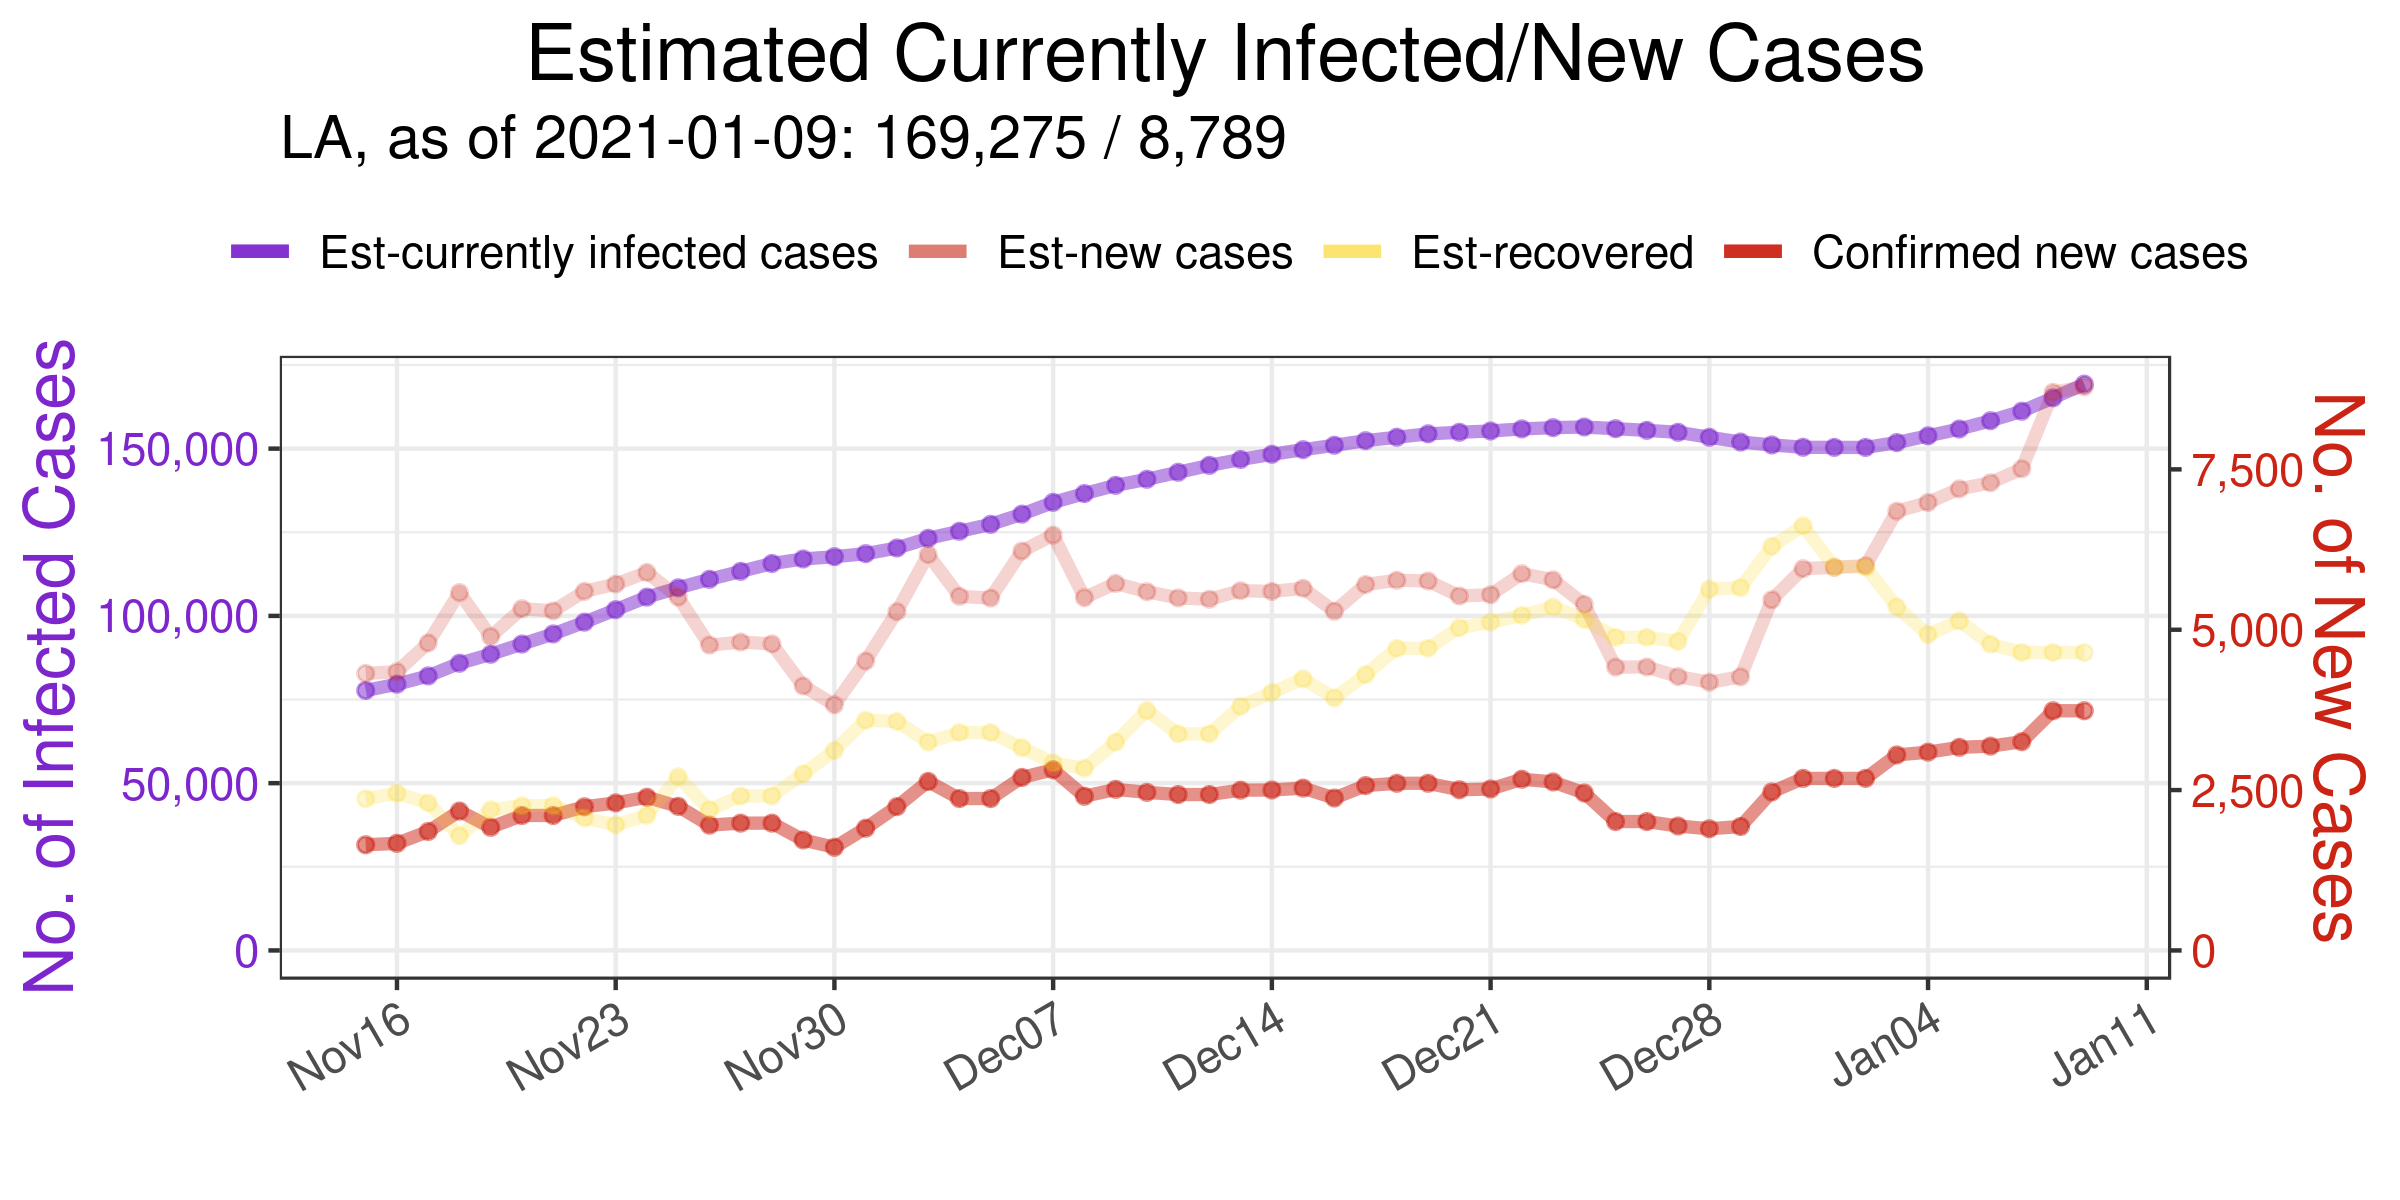 Estimated Currently Infected/New Cases
LA, as of 2021-01-09: 169,275 / 8,789
Est-currently infected cases Est-new cases Est-recovered Confirmed new cases
No. of Infected Cases
150,000
100,000
50,000
0
7,500
5,000
2,500
0
No. of New Cases
Nov16 Nov23 Nov30 Dec07 Dec14 Dec21 Dec28 Jan04 Jan11